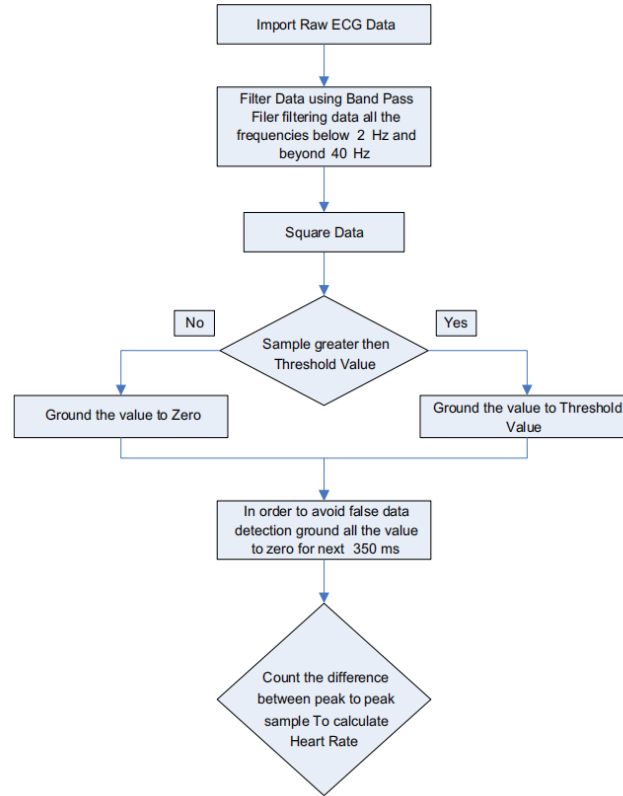 Import Raw ECG Data
Filter Data using Band Pass
Filer filtering data all the
frequencies below 2 Hz and
beyond 40 Hz
Square Data
No
Yes
Sample greater then
Threshold Value
Ground the value to Zero
Ground the value to Threshold
Value
In order to avoid false data
detection ground all the value
to zero for next 350 ms
Count the difference
between peak to peak
sample To calculate
Heart Rate